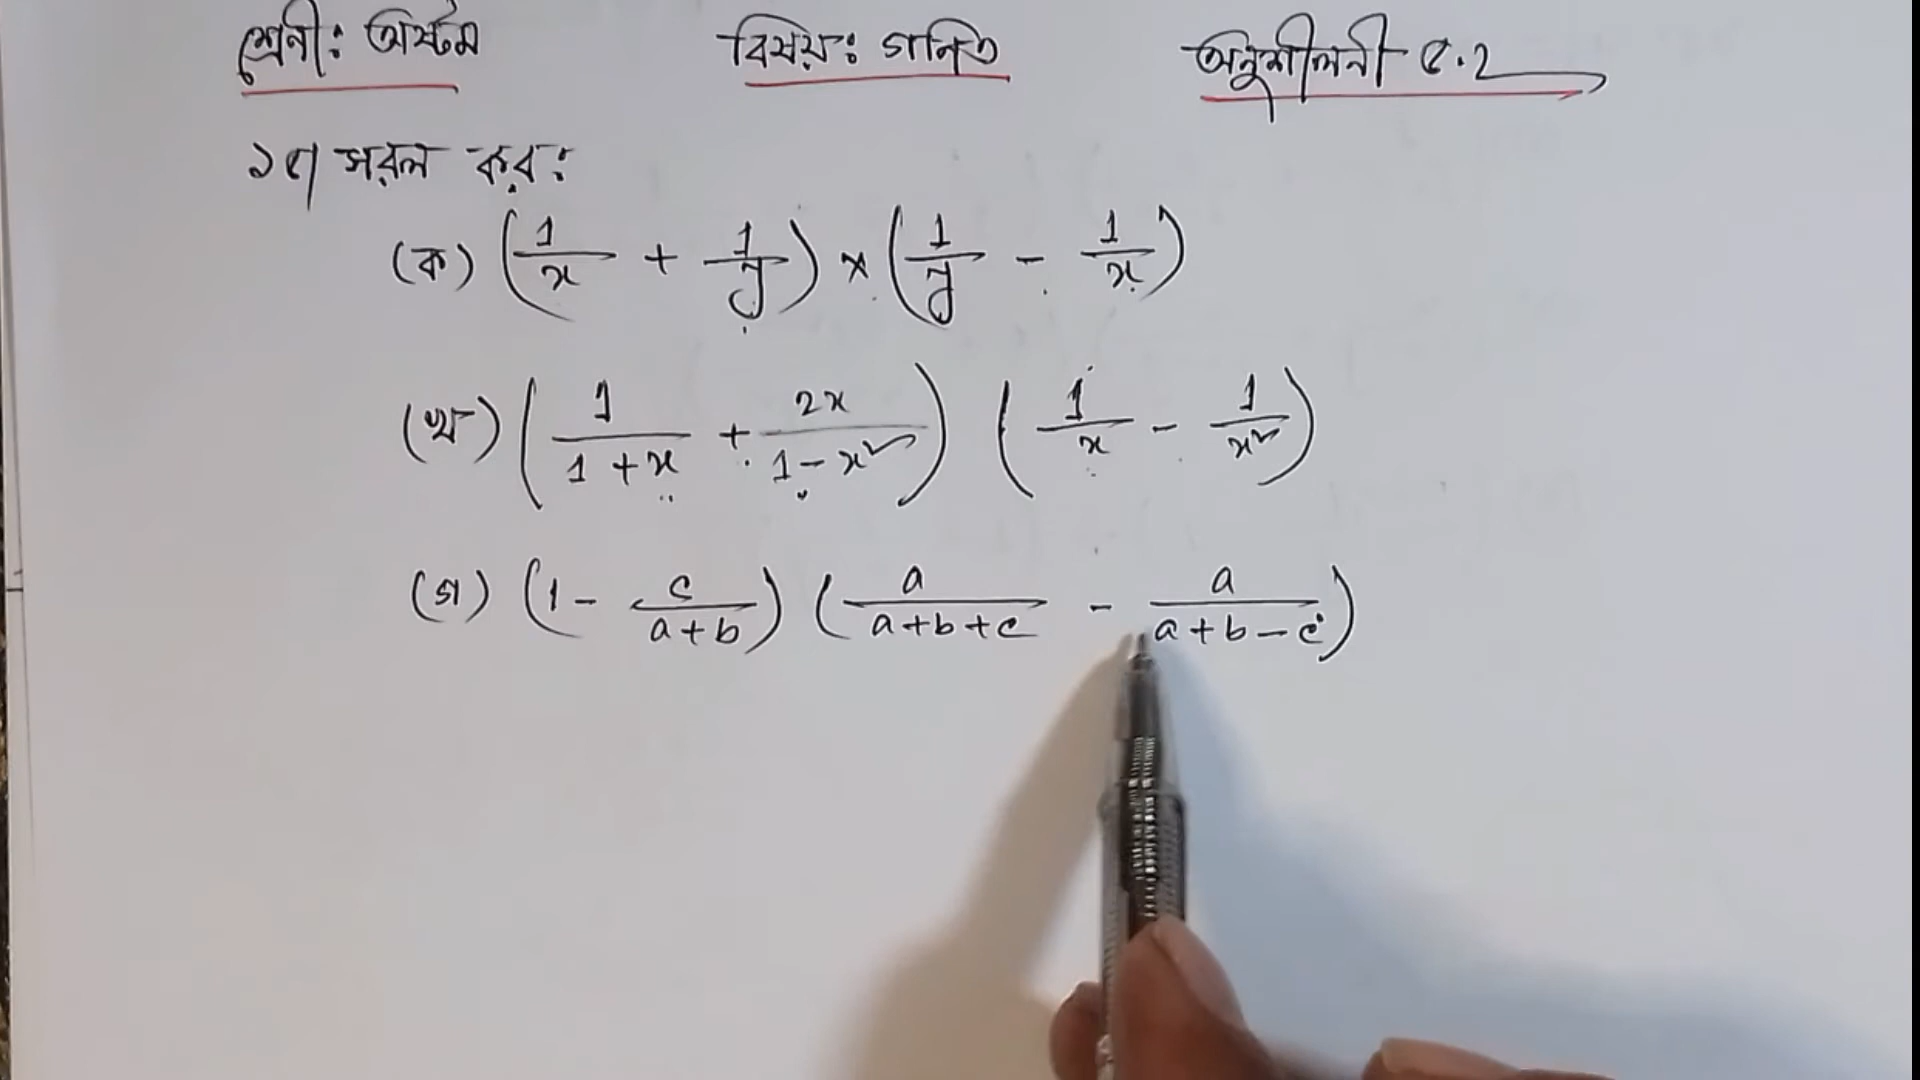 শ্রেনী: অষ্টম বিষয়: গনিত অনুশীলনী ৫.২
১৫। সরল কর:
(ক) (1/x + 1/y) × (1/y - 1/x)
(খ) (1/(1+x) + 2x/(1-x²)) (1/x - 1/x²)
(গ) (1 - c/(a+b)) (a/(a+b+c) - a/(a+b-c))